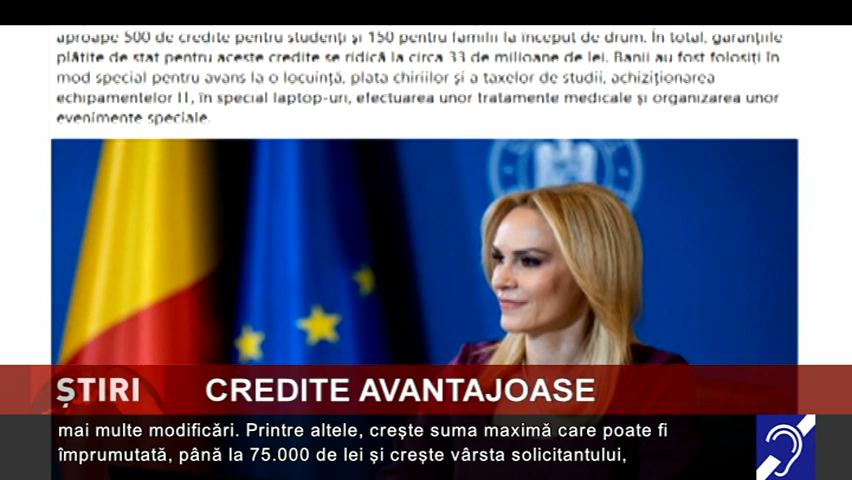 aproape 500 de credite pentru studenți și 150 pentru familii la început de drum. În total, garanțiile
plătite de stat pentru aceste credite se ridică la circa 33 de milioane de lei. Banii au fost folosiți în
mod special pentru avans la o locuință, plata chiriilor și a taxelor de studii, achiziționarea
echipamentelor IT, în special laptop-uri, efectuarea unor tratamente medicale și organizarea unor
evenimente speciale.
ȘTIRI
CREDITE AVANTAJOASE
mai multe modificări. Printre altele, crește suma maximă care poate fi
împrumutată, până la 75.000 de lei și crește vârsta solicitantului,